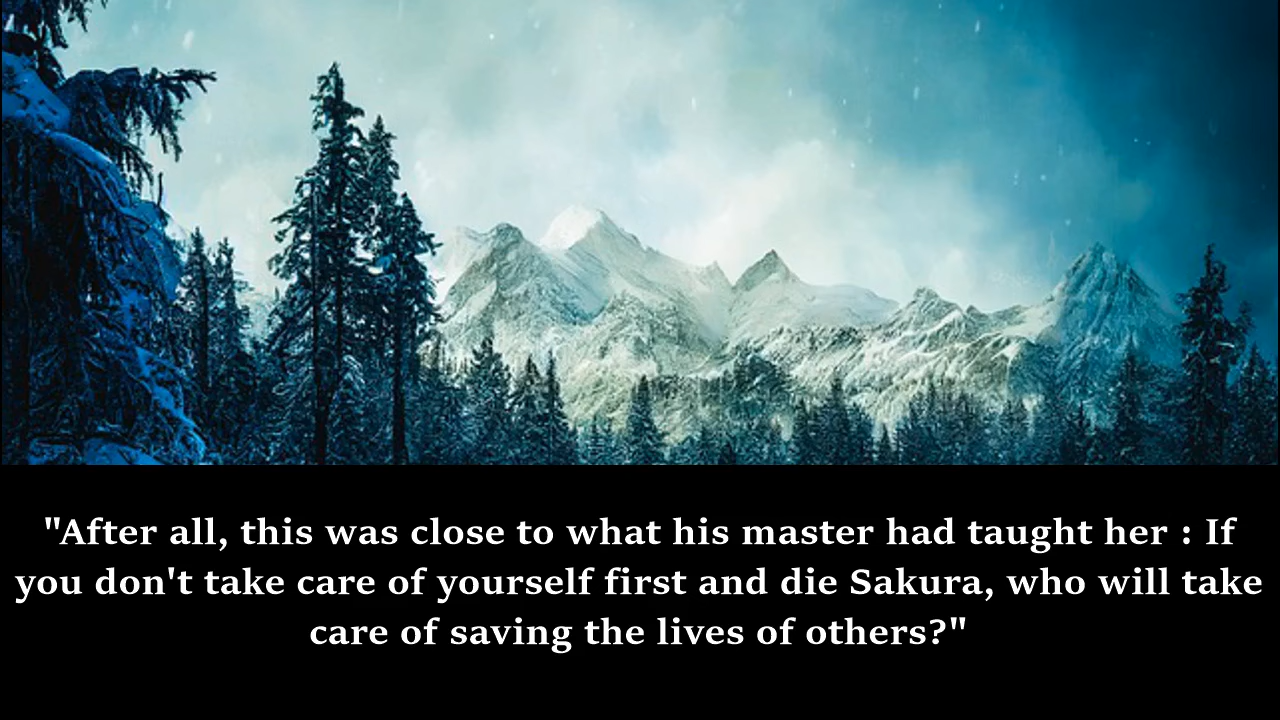 "After all, this was close to what his master had taught her : If
you don't take care of yourself first and die Sakura, who will take
care of saving the lives of others?"